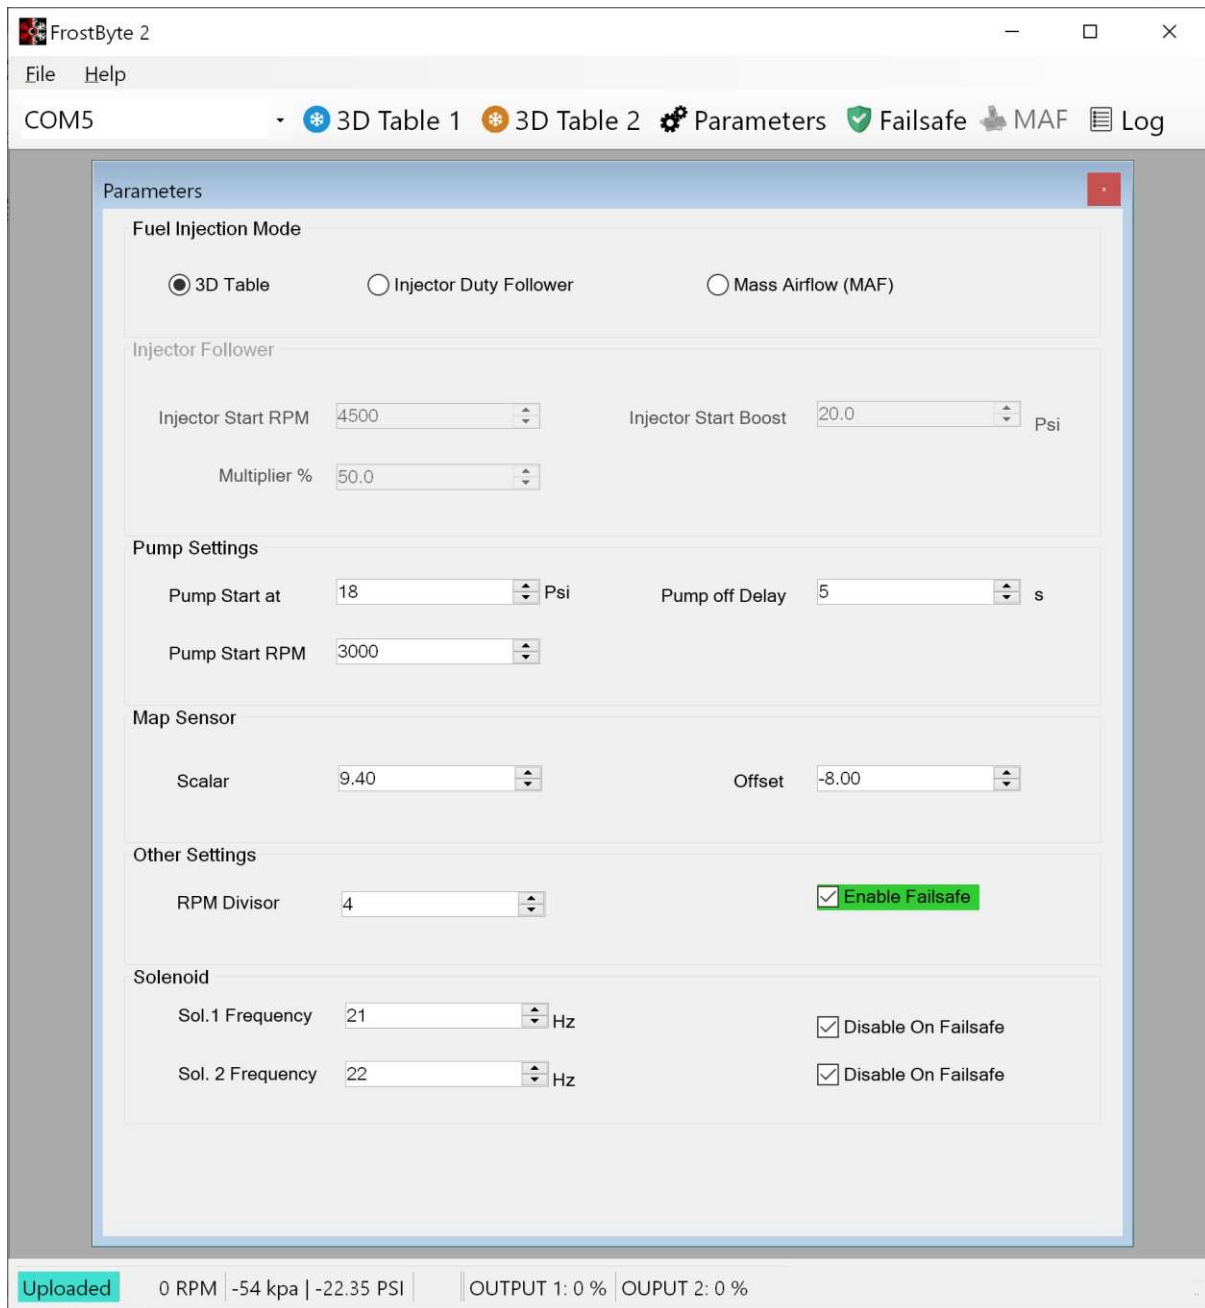 FrostByte 2
File Help
COM5 3D Table 1 3D Table 2 Parameters Failsafe MAF Log
Parameters
Fuel Injection Mode
3D Table Injector Duty Follower Mass Airflow (MAF)
Injector Follower
Injector Start RPM 4500 Injector Start Boost 20.0 Psi
Multiplier % 50.0
Pump Settings
Pump Start at 18 Psi Pump off Delay 5 s
Pump Start RPM 3000
Map Sensor
Scalar 9.40 Offset -8.00
Other Settings
RPM Divisor 4 Enable Failsafe
Solenoid
Sol.1 Frequency 21 Hz Disable On Failsafe
Sol. 2 Frequency 22 Hz Disable On Failsafe
Uploaded 0 RPM -54 kpa | -22.35 PSI OUTPUT 1: 0 % OUPUT 2: 0 %